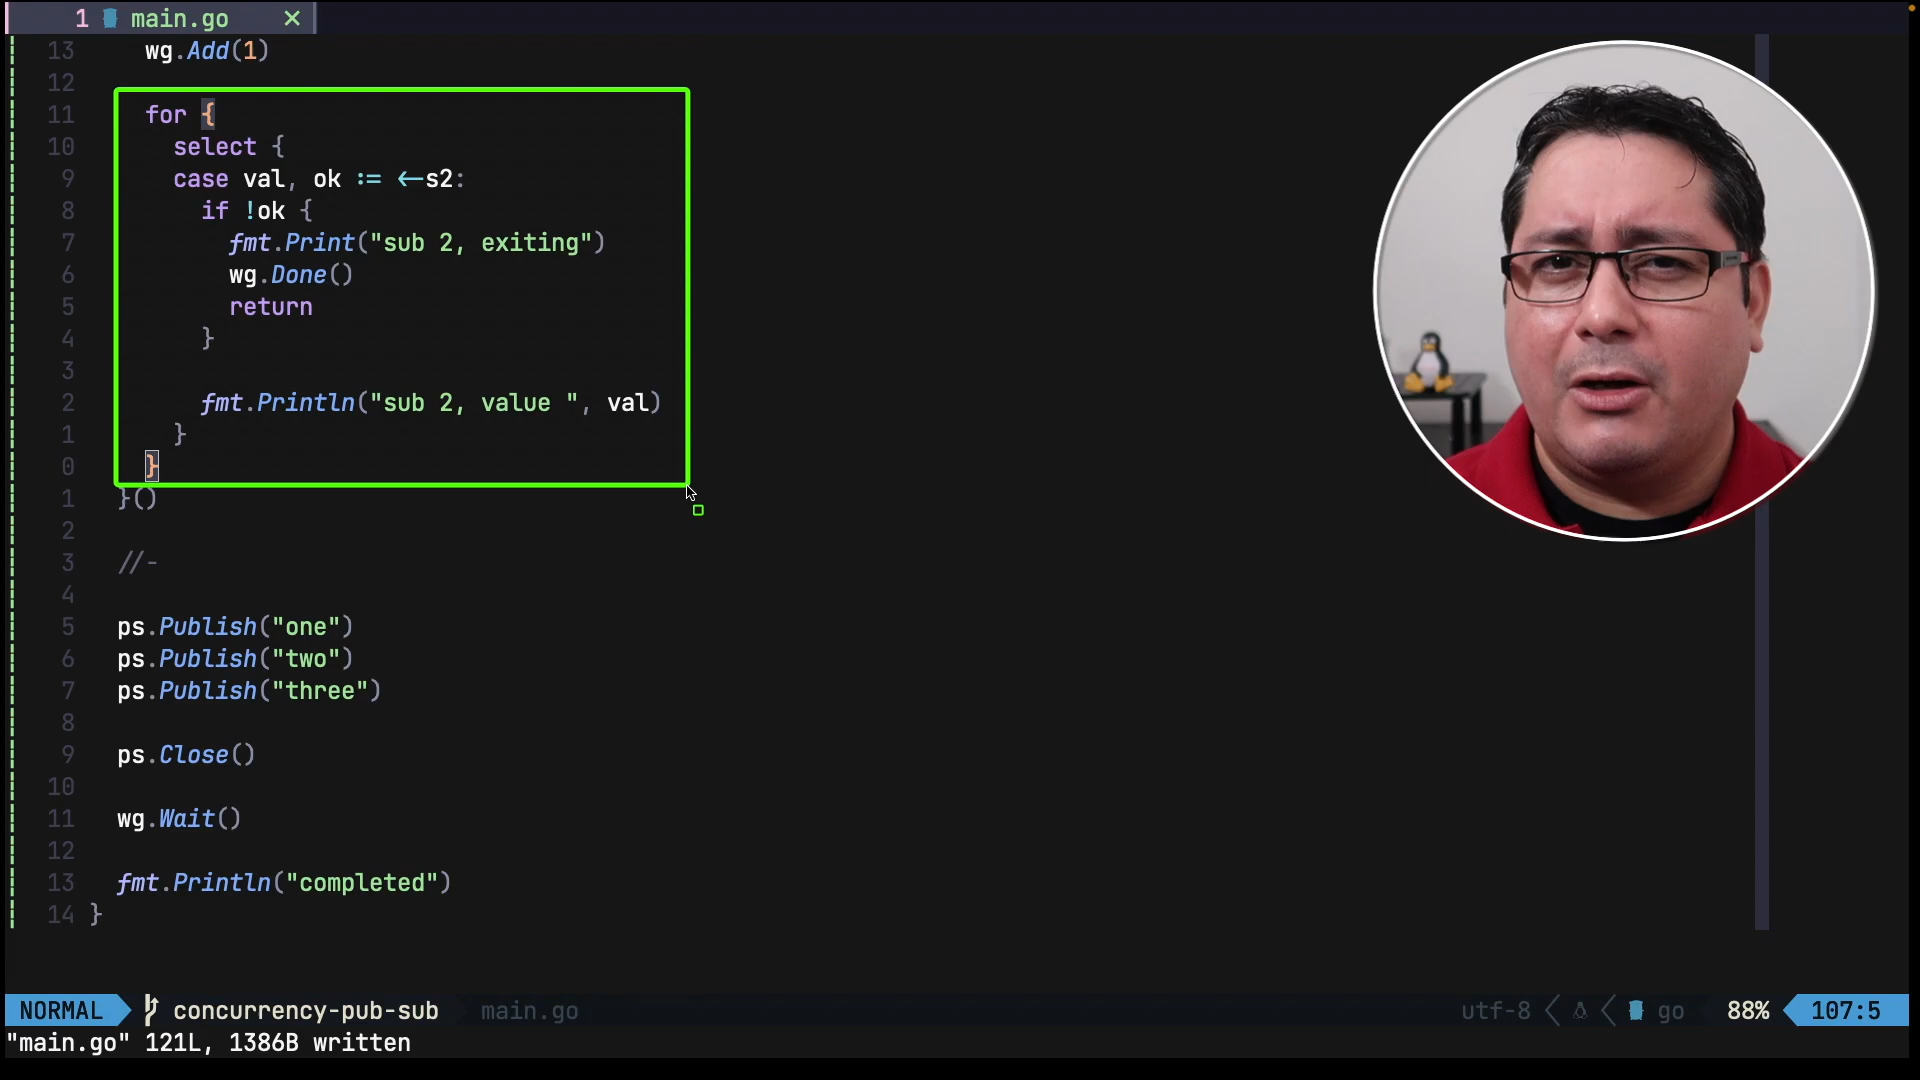 1 main.go ×
13 wg.Add(1)
12
11 for {
10 select {
9 case val, ok := <-s2:
8 if !ok {
7 fmt.Print("sub 2, exiting")
6 wg.Done()
5 return
4 }
3
2 fmt.Println("sub 2, value ", val)
1 }
0 }
1 }()
2
3 //-
4
5 ps.Publish("one")
6 ps.Publish("two")
7 ps.Publish("three")
8
9 ps.Close()
10
11 wg.Wait()
12
13 fmt.Println("completed")
14 }
NORMAL concurrency-pub-sub main.go utf-8 go 88% 107:5
"main.go" 121L, 1386B written